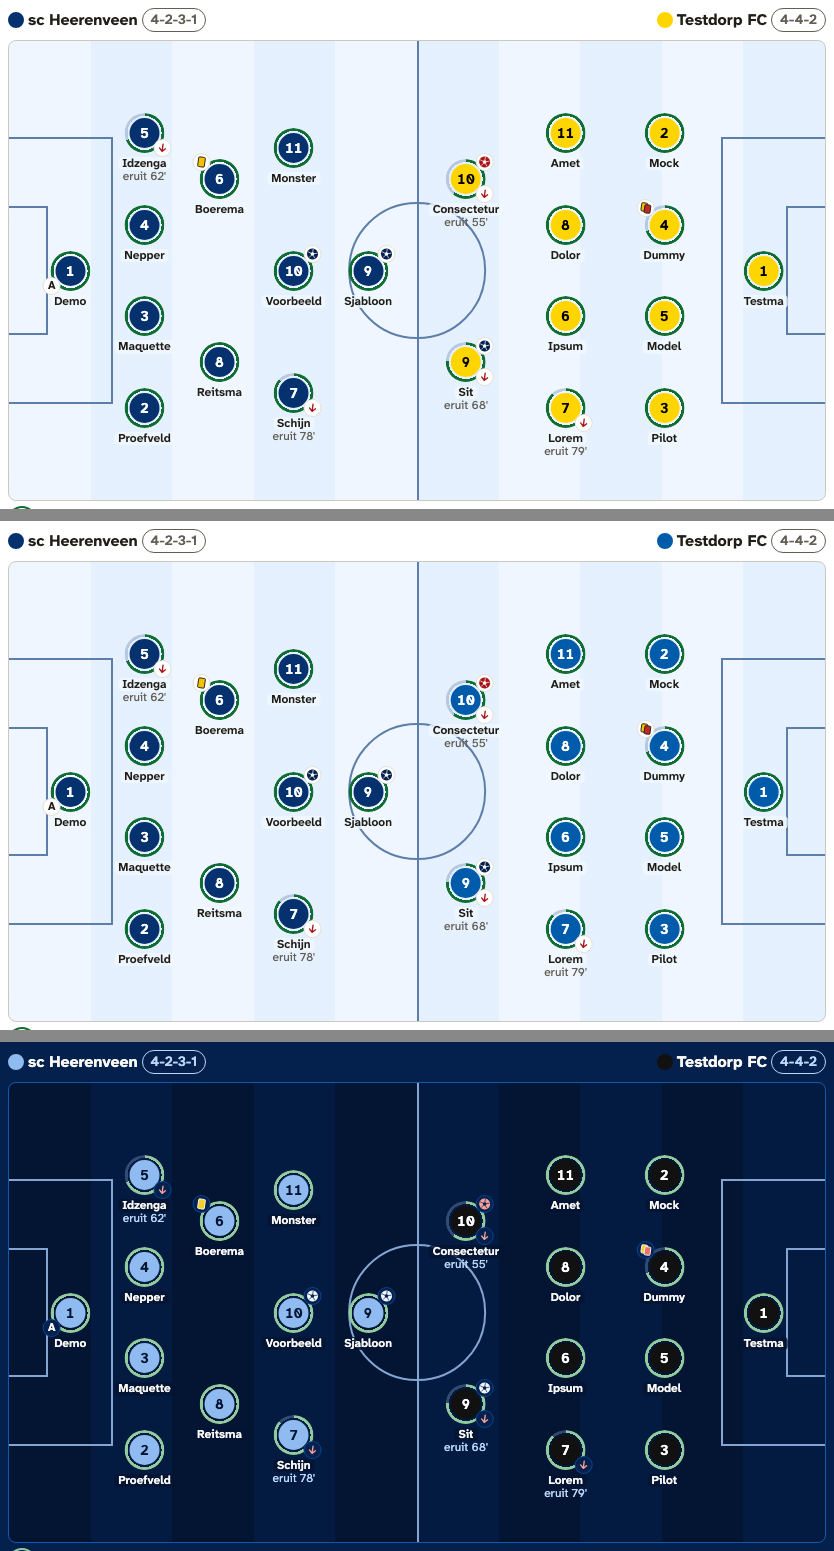 sc Heerenveen 4-2-3-1 Testdorp FC 4-4-2
5 11 2
Idzenga Amet Mock
eruit 62'
11
Monster
6 10
Boerema Consectetur
eruit 55'
4 8 4
Nepper Dolor Dummy
1 10 9 1
A
Demo Voorbeeld Sjabloon Testma
3 6 5
Maquette Ipsum Model
8 9
Reitsma Sit
eruit 68'
7
Schijn
eruit 78'
2 7 3
Proefveld Lorem Pilot
eruit 79'
sc Heerenveen 4-2-3-1 Testdorp FC 4-4-2
5 11 2
Idzenga Amet Mock
eruit 62'
11
Monster
6 10
Boerema Consectetur
eruit 55'
4 8 4
Nepper Dolor Dummy
1 10 9 1
A
Demo Voorbeeld Sjabloon Testma
3 6 5
Maquette Ipsum Model
8 9
Reitsma Sit
eruit 68'
7
Schijn
eruit 78'
2 7 3
Proefveld Lorem Pilot
eruit 79'
sc Heerenveen 4-2-3-1 Testdorp FC 4-4-2
5 11 2
Idzenga Amet Mock
eruit 62'
11
Monster
6 10
Boerema Consectetur
eruit 55'
4 8 4
Nepper Dolor Dummy
1 10 9 1
A
Demo Voorbeeld Sjabloon Testma
3 6 5
Maquette Ipsum Model
8 9
Reitsma Sit
eruit 68'
7
Schijn
eruit 78'
2 7 3
Proefveld Lorem Pilot
eruit 79'